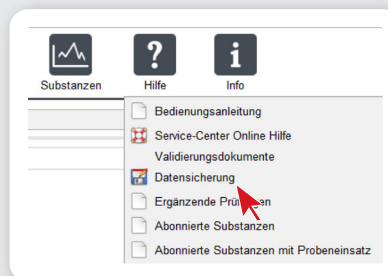 Substanzen Hilfe Info
Bedienungsanleitung
Service-Center Online Hilfe
Validierungsdokumente
Datensicherung
Ergänzende
Abonnierte Substanzen
Abonnierte Substanzen mit Probeneinsatz